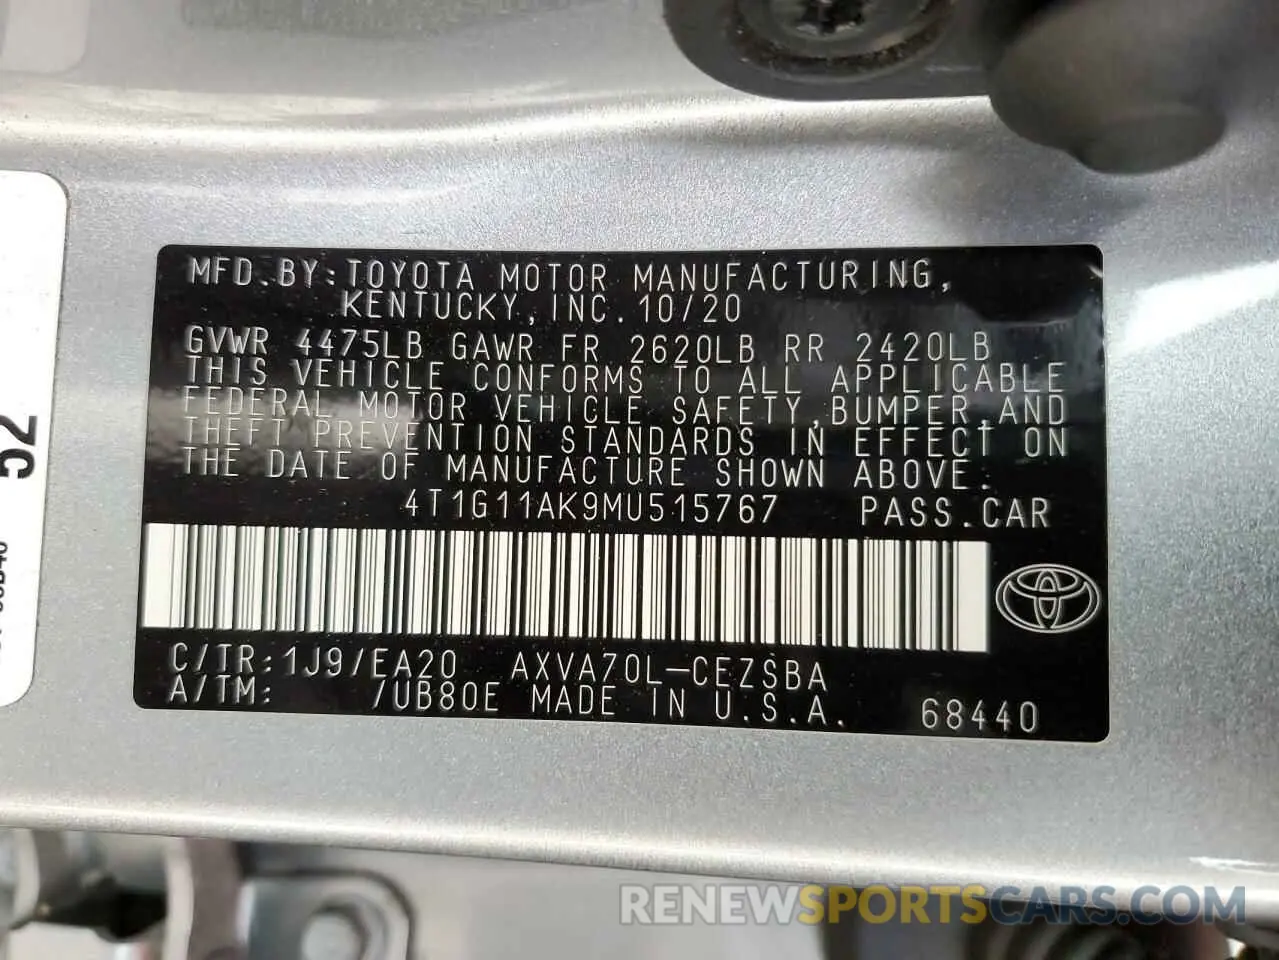 MFD.BY:TOYOTA MOTOR MANUFACTURING,
KENTUCKY,INC.10/20
GVWR 4475LB GAWR FR 2620LB RR 2420LB
THIS VEHICLE CONFORMS TO ALL APPLICABLE
FEDERAL MOTOR VEHICLE SAFETY,BUMPER,AND
THEFT PREVENTION STANDARDS IN EFFECT ON
THE DATE OF MANUFACTURE SHOWN ABOVE.
4T1G11AK9MU515767 PASS.CAR
C/TR:1J9/EA20 AXVA70L-CEZSBA
A/TM: /UB80E MADE IN U.S.A. 68440
52
RENEWSPORTSCARS.COM